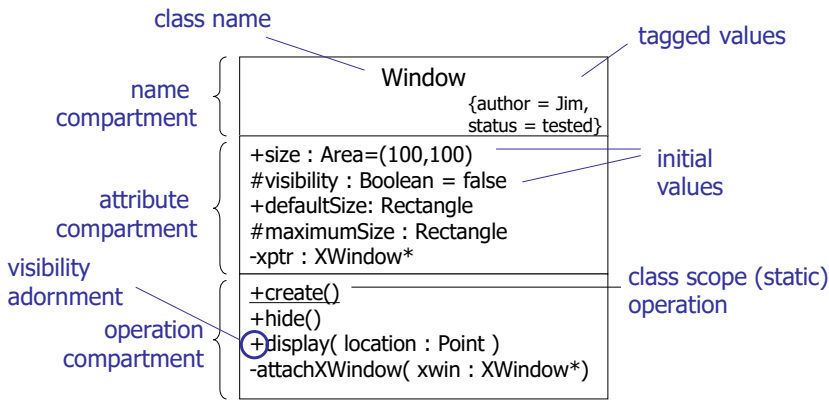 class name
tagged values
Window
name
compartment
{author = Jim,
status = tested}
+size : Area=(100,100)
#visibility : Boolean = false
+defaultSize: Rectangle
#maximumSize : Rectangle
-xptr : XWindow*
initial
values
attribute
compartment
visibility
adornment
+create()
+hide()
+display( location : Point )
-attachXWindow( xwin : XWindow*)
class scope (static)
operation
operation
compartment